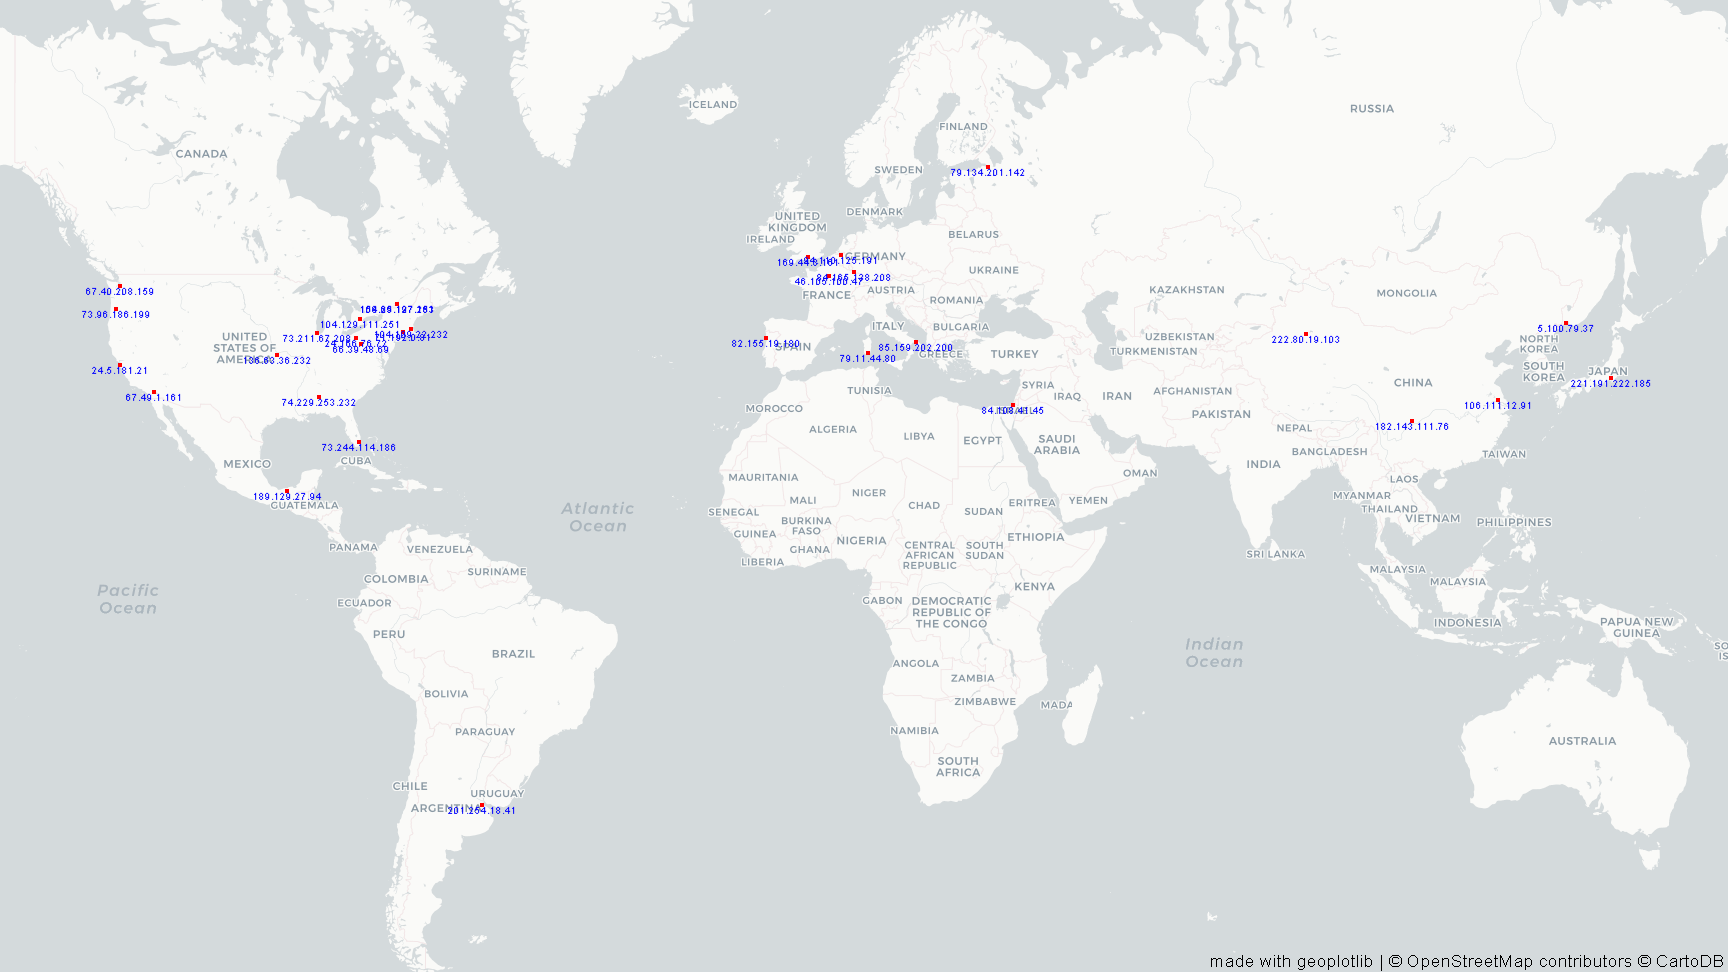 ICELAND
RUSSIA
FINLAND
CANADA
SWEDEN
79.134.201.142
DENMARK
UNITED
KINGDOM
IRELAND
BELARUS
GERMANY
UKRAINE
46.105.100.47
AUSTRIA
FRANCE
ROMANIA
KAZAKHSTAN
MONGOLIA
67.40.208.159
73.96.186.199
104.129.111.251
73.211.67.208
66.39.48.69
UNITED
STATES OF
AMERICA
136.63.36.232
24.5.181.21
67.49.1.161
74.229.253.232
73.244.114.186
CUBA
MEXICO
189.129.27.94
GUATEMALA
ITALY
BULGARIA
82.155.19.180
SPAIN
85.159.202.200
GREECE
79.11.44.80
TURKEY
UZBEKISTAN
TURKMENISTAN
222.80.19.103
5.100.79.37
NORTH
KOREA
SOUTH
KOREA
JAPAN
221.191.222.185
CHINA
106.111.12.91
182.143.111.76
TUNISIA
SYRIA
IRAQ
IRAN
AFGHANISTAN
PAKISTAN
84.108.41.45
MOROCCO
ALGERIA
LIBYA
EGYPT
SAUDI
ARABIA
NEPAL
BANGLADESH
TAIWAN
INDIA
OMAN
MAURITANIA
MALI
NIGER
CHAD
SUDAN
ERITREA
YEMEN
LAOS
MYANMAR
THAILAND
VIETNAM
PHILIPPINES
Atlantic
Ocean
SENEGAL
BURKINA
FASO
GUINEA
GHANA
NIGERIA
LIBERIA
CENTRAL
AFRICAN
REPUBLIC
SOUTH
SUDAN
ETHIOPIA
SRI LANKA
MALAYSIA
MALAYSIA
PANAMA
VENEZUELA
COLOMBIA
SURINAME
ECUADOR
Pacific
Ocean
PERU
BRAZIL
BOLIVIA
PARAGUAY
GABON
DEMOCRATIC
REPUBLIC OF
THE CONGO
KENYA
INDONESIA
PAPUA NEW
GUINEA
SO
IS
Indian
Ocean
ANGOLA
ZAMBIA
ZIMBABWE
MADA
NAMIBIA
SOUTH
AFRICA
AUSTRALIA
CHILE
URUGUAY
ARGENTINA
201.254.18.41
made with geoplotlib | © OpenStreetMap contributors © CartoDB